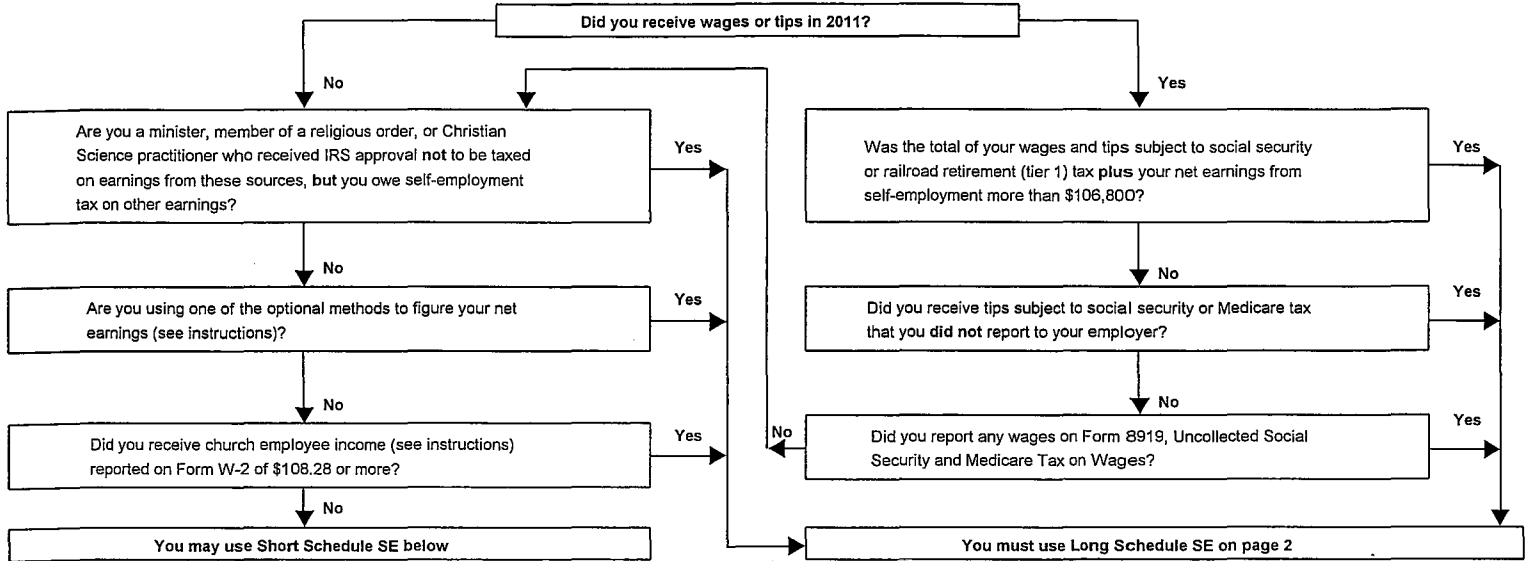 Did you receive wages or tips in 2011?
No
Yes
Are you a minister, member of a religious order, or Christian
Science practitioner who received IRS approval not to be taxed
on earnings from these sources, but you owe self-employment
tax on other earnings?
Yes
Was the total of your wages and tips subject to social security
or railroad retirement (tier 1) tax plus your net earnings from
self-employment more than $106,800?
Yes
No
No
Are you using one of the optional methods to figure your net
earnings (see instructions)?
Yes
Did you receive tips subject to social security or Medicare tax
that you did not report to your employer?
Yes
No
No
Did you receive church employee income (see instructions)
reported on Form W-2 of $108.28 or more?
Yes
No
Did you report any wages on Form 8919, Uncollected Social
Security and Medicare Tax on Wages?
Yes
No
You may use Short Schedule SE below
You must use Long Schedule SE on page 2